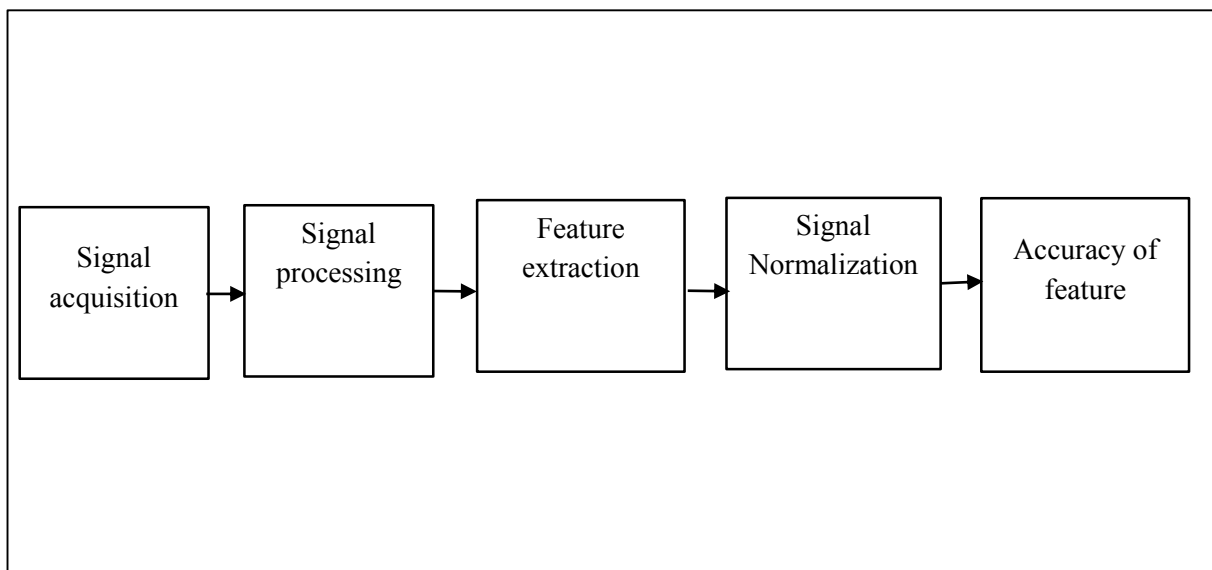 Signal
acquisition
Signal
processing
Feature
extraction
Signal
Normalization
Accuracy of
feature